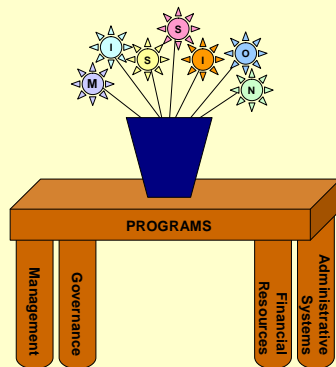 M
I
S
S
I
O
N
PROGRAMS
Management
Governance
Financial
Resources
Administrative
Systems